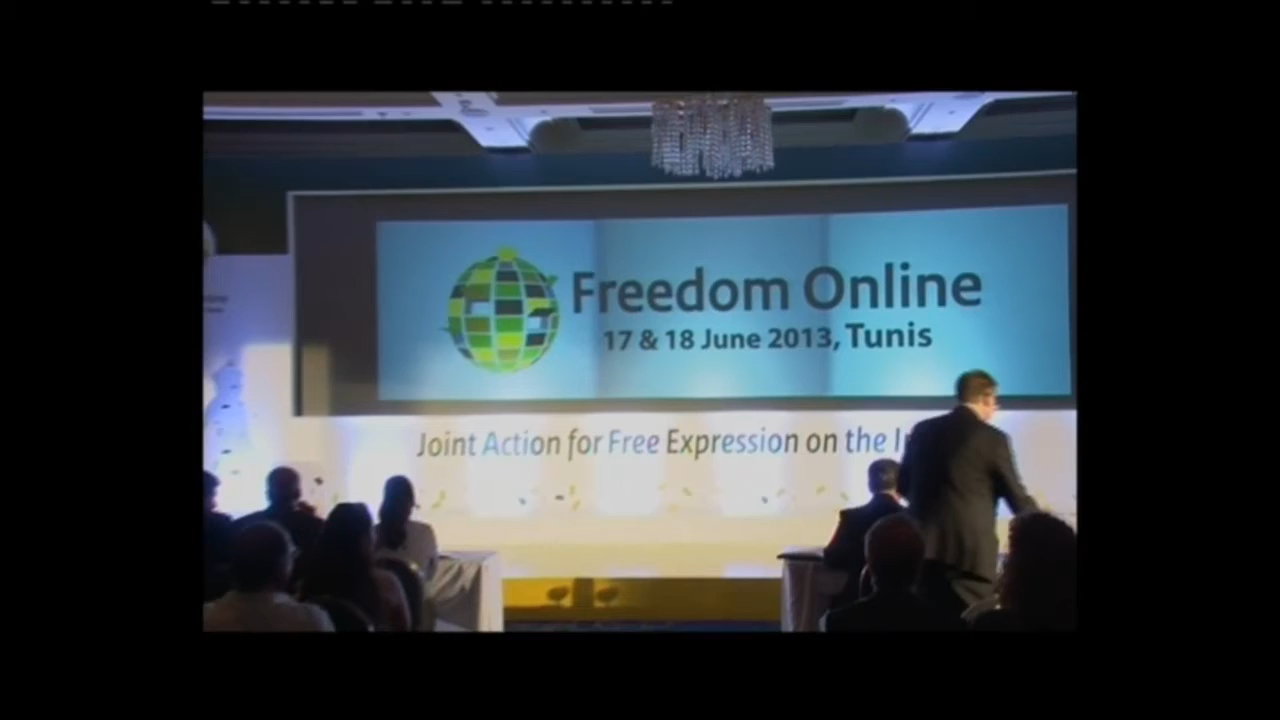 Freedom Online
17 & 18 June 2013, Tunis
Joint Action for Free Expression on the